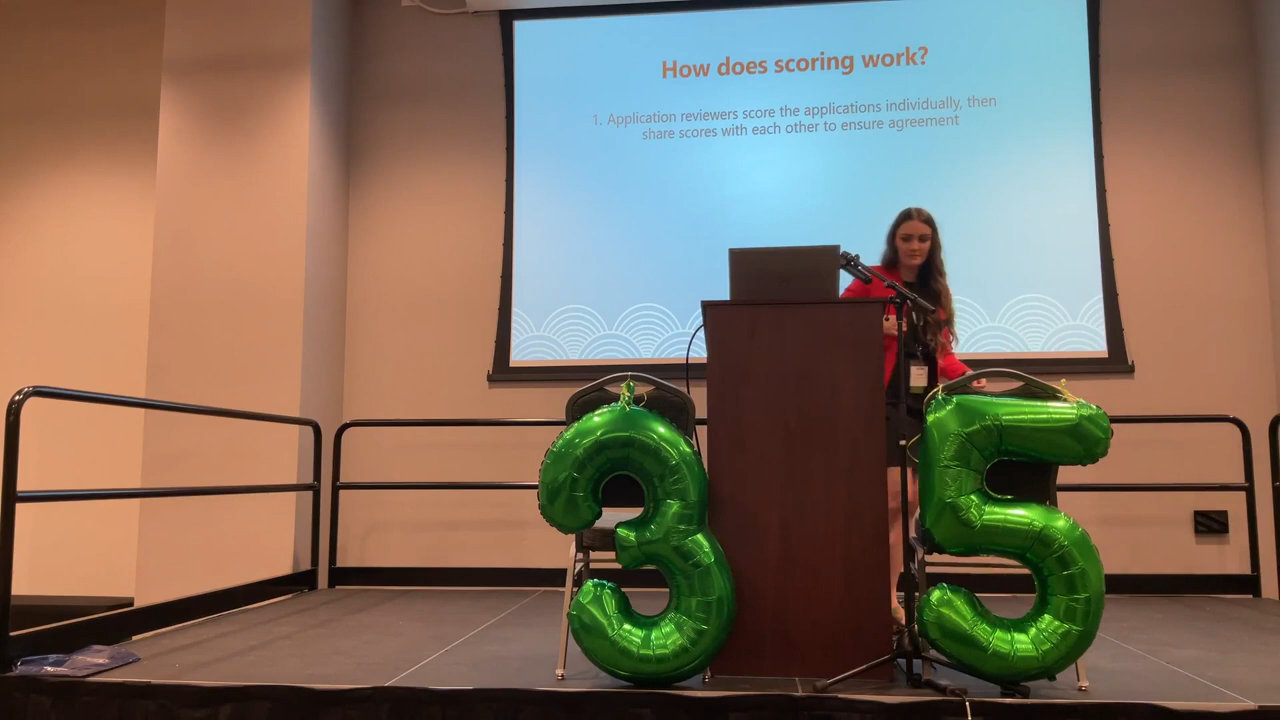 How does scoring work?
1. Application reviewers score the applications individually, then
share scores with each other to ensure agreement
35